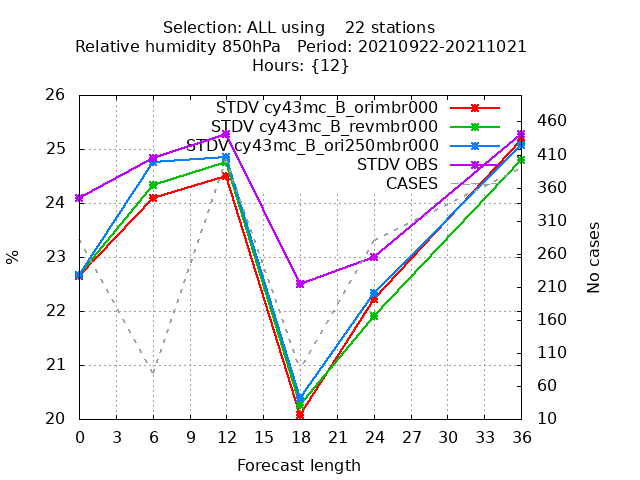 Selection: ALL using    22 stations
Relative humidity 850hPa   Period: 20210922-20211021
Hours: {12}
STDV cy43mc_B_orimbr000
STDV cy43mc_B_revmbr000
STDV cy43mc_B_ori250mbr000
STDV OBS
CASES
%
26
25
24
23
22
21
20
460
410
360
310
260
210
160
110
60
10
No cases
0 3 6 9 12 15 18 21 24 27 30 33 36
Forecast length